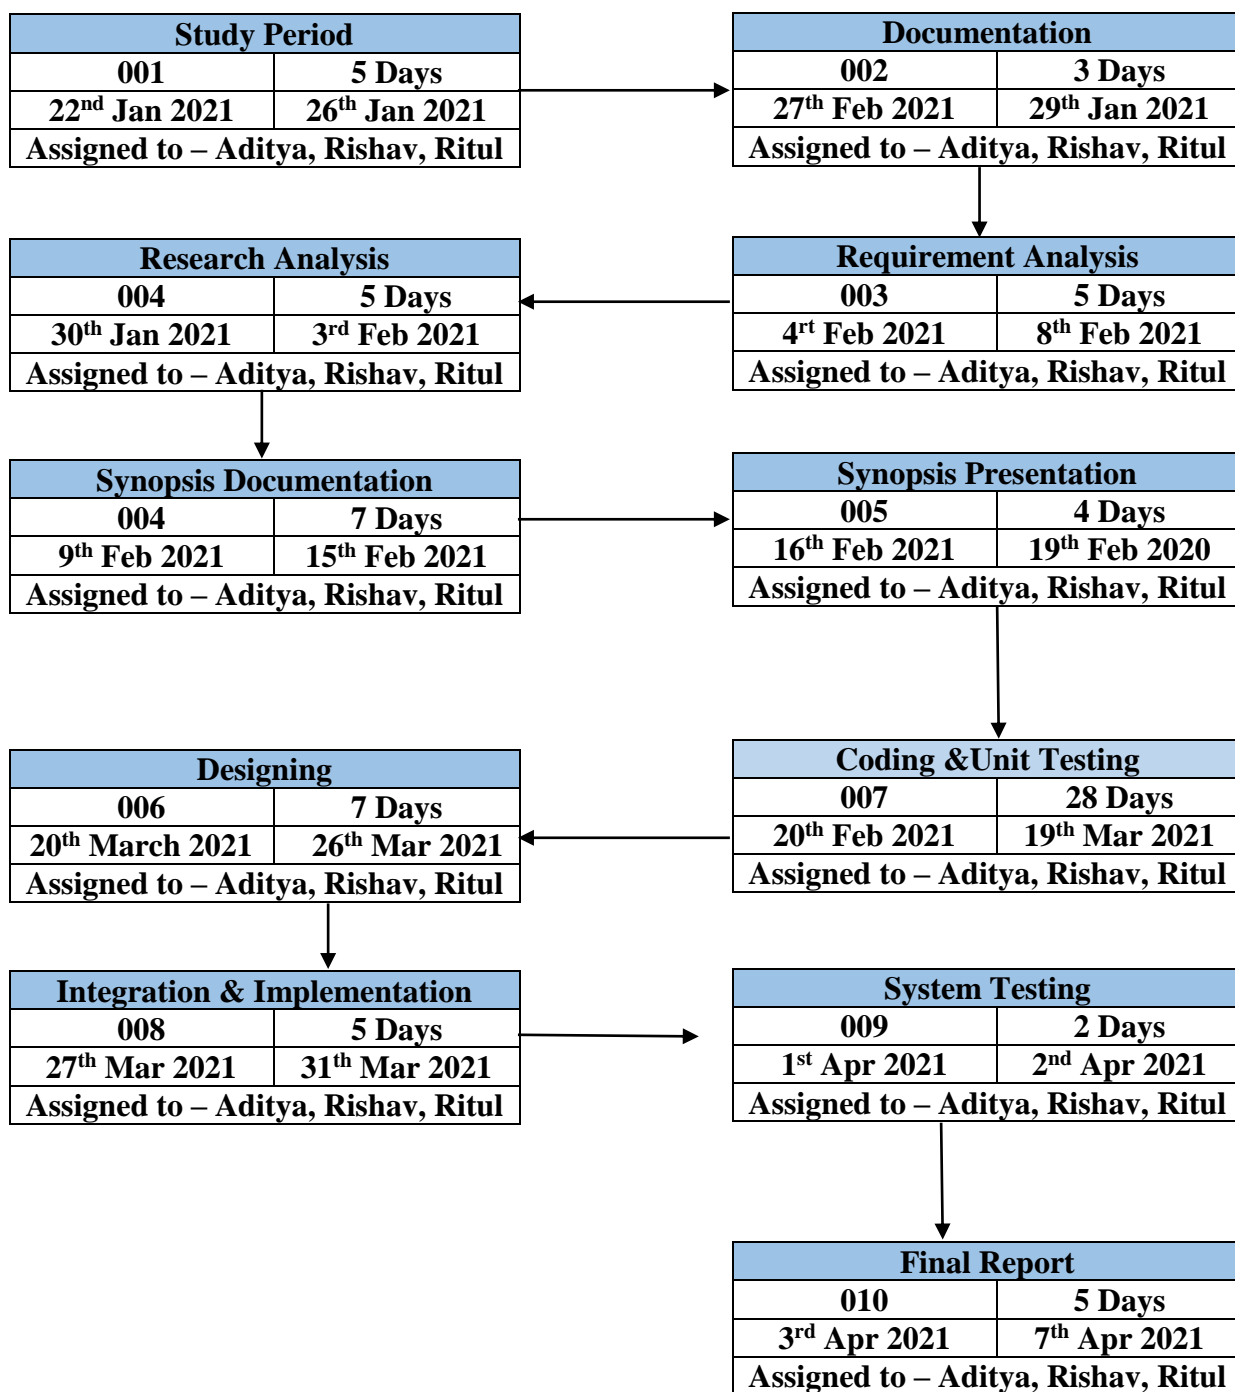 Study Period
001 5 Days
22nd Jan 2021 26th Jan 2021
Assigned to – Aditya, Rishav, Ritul
Documentation
002 3 Days
27th Feb 2021 29th Jan 2021
Assigned to – Aditya, Rishav, Ritul
Requirement Analysis
003 5 Days
4rt Feb 2021 8th Feb 2021
Assigned to – Aditya, Rishav, Ritul
Research Analysis
004 5 Days
30th Jan 2021 3rd Feb 2021
Assigned to – Aditya, Rishav, Ritul
Synopsis Documentation
004 7 Days
9th Feb 2021 15th Feb 2021
Assigned to – Aditya, Rishav, Ritul
Synopsis Presentation
005 4 Days
16th Feb 2021 19th Feb 2020
Assigned to – Aditya, Rishav, Ritul
Coding &Unit Testing
007 28 Days
20th Feb 2021 19th Mar 2021
Assigned to – Aditya, Rishav, Ritul
Designing
006 7 Days
20th March 2021 26th Mar 2021
Assigned to – Aditya, Rishav, Ritul
Integration & Implementation
008 5 Days
27th Mar 2021 31th Mar 2021
Assigned to – Aditya, Rishav, Ritul
System Testing
009 2 Days
1st Apr 2021 2nd Apr 2021
Assigned to – Aditya, Rishav, Ritul
Final Report
010 5 Days
3rd Apr 2021 7th Apr 2021
Assigned to – Aditya, Rishav, Ritul